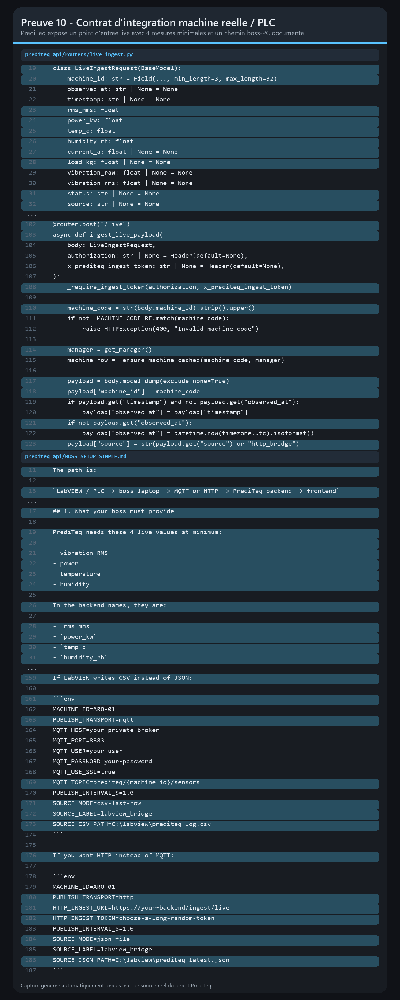 Preuve 10 - Contrat d'integration machine reelle / PLC
PrediTeq expose un point d'entree live avec 4 mesures minimales et un chemin boss-PC documente
prediteq_api/routers/live_ingest.py
19 class LiveIngestRequest(BaseModel):
20     machine_id: str = Field(..., min_length=3, max_length=32)
21     observed_at: str | None = None
22     timestamp: str | None = None
23     rms_mms: float
24     power_kw: float
25     temp_c: float
26     humidity_rh: float
27     current_a: float | None = None
28     load_kg: float | None = None
29     vibration_raw: float | None = None
30     vibration_rms: float | None = None
31     status: str | None = None
32     source: str | None = None
...
102 @router.post("/live")
103 async def ingest_live_payload(
104     body: LiveIngestRequest,
105     authorization: str | None = Header(default=None),
106     x_prediteq_ingest_token: str | None = Header(default=None),
107 ):
108     _require_ingest_token(authorization, x_prediteq_ingest_token)
109
110     machine_code = str(body.machine_id).strip().upper()
111     if not _MACHINE_CODE_RE.match(machine_code):
112         raise HTTPException(400, "Invalid machine code")
113
114     manager = get_manager()
115     machine_row = _ensure_machine_cached(machine_code, manager)
116
117     payload = body.model_dump(exclude_none=True)
118     payload["machine_id"] = machine_code
119     if payload.get("timestamp") and not payload.get("observed_at"):
120         payload["observed_at"] = payload["timestamp"]
121     if not payload.get("observed_at"):
122         payload["observed_at"] = datetime.now(timezone.utc).isoformat()
123     payload["source"] = str(payload.get("source") or "http_bridge")
prediteq_api/BOSS_SETUP_SIMPLE.md
11 The path is:
12
13 `LabVIEW / PLC -> boss laptop -> MQTT or HTTP -> PrediTeq backend -> frontend`
...
17 ## 1. What your boss must provide
18
19 PrediTeq needs these 4 live values at minimum:
20
21 - vibration RMS
22 - power
23 - temperature
24 - humidity
25
26 In the backend names, they are:
27
28 - `rms_mms`
29 - `power_kw`
30 - `temp_c`
31 - `humidity_rh`
...
159 If LabVIEW writes CSV instead of JSON:
160
161 ```env
162 MACHINE_ID=ARO-01
163 PUBLISH_TRANSPORT=mqtt
164 MQTT_HOST=your-private-broker
165 MQTT_PORT=8883
166 MQTT_USER=your-user
167 MQTT_PASSWORD=your-password
168 MQTT_USE_SSL=true
169 MQTT_TOPIC=prediteq/{machine_id}/sensors
170 PUBLISH_INTERVAL_S=1.0
171 SOURCE_MODE=csv-last-row
172 SOURCE_LABEL=labview_bridge
173 SOURCE_CSV_PATH=C:\labview\prediteq_log.csv
174 ```
175
176 If you want HTTP instead of MQTT:
177
178 ```env
179 MACHINE_ID=ARO-01
180 PUBLISH_TRANSPORT=http
181 HTTP_INGEST_URL=https://your-backend/ingest/live
182 HTTP_INGEST_TOKEN=choose-a-long-random-token
183 PUBLISH_INTERVAL_S=1.0
184 SOURCE_MODE=json-file
185 SOURCE_LABEL=labview_bridge
186 SOURCE_JSON_PATH=C:\labview\prediteq_latest.json
187 ```
Capture generee automatiquement depuis le code source reel du depot PrediTeq.